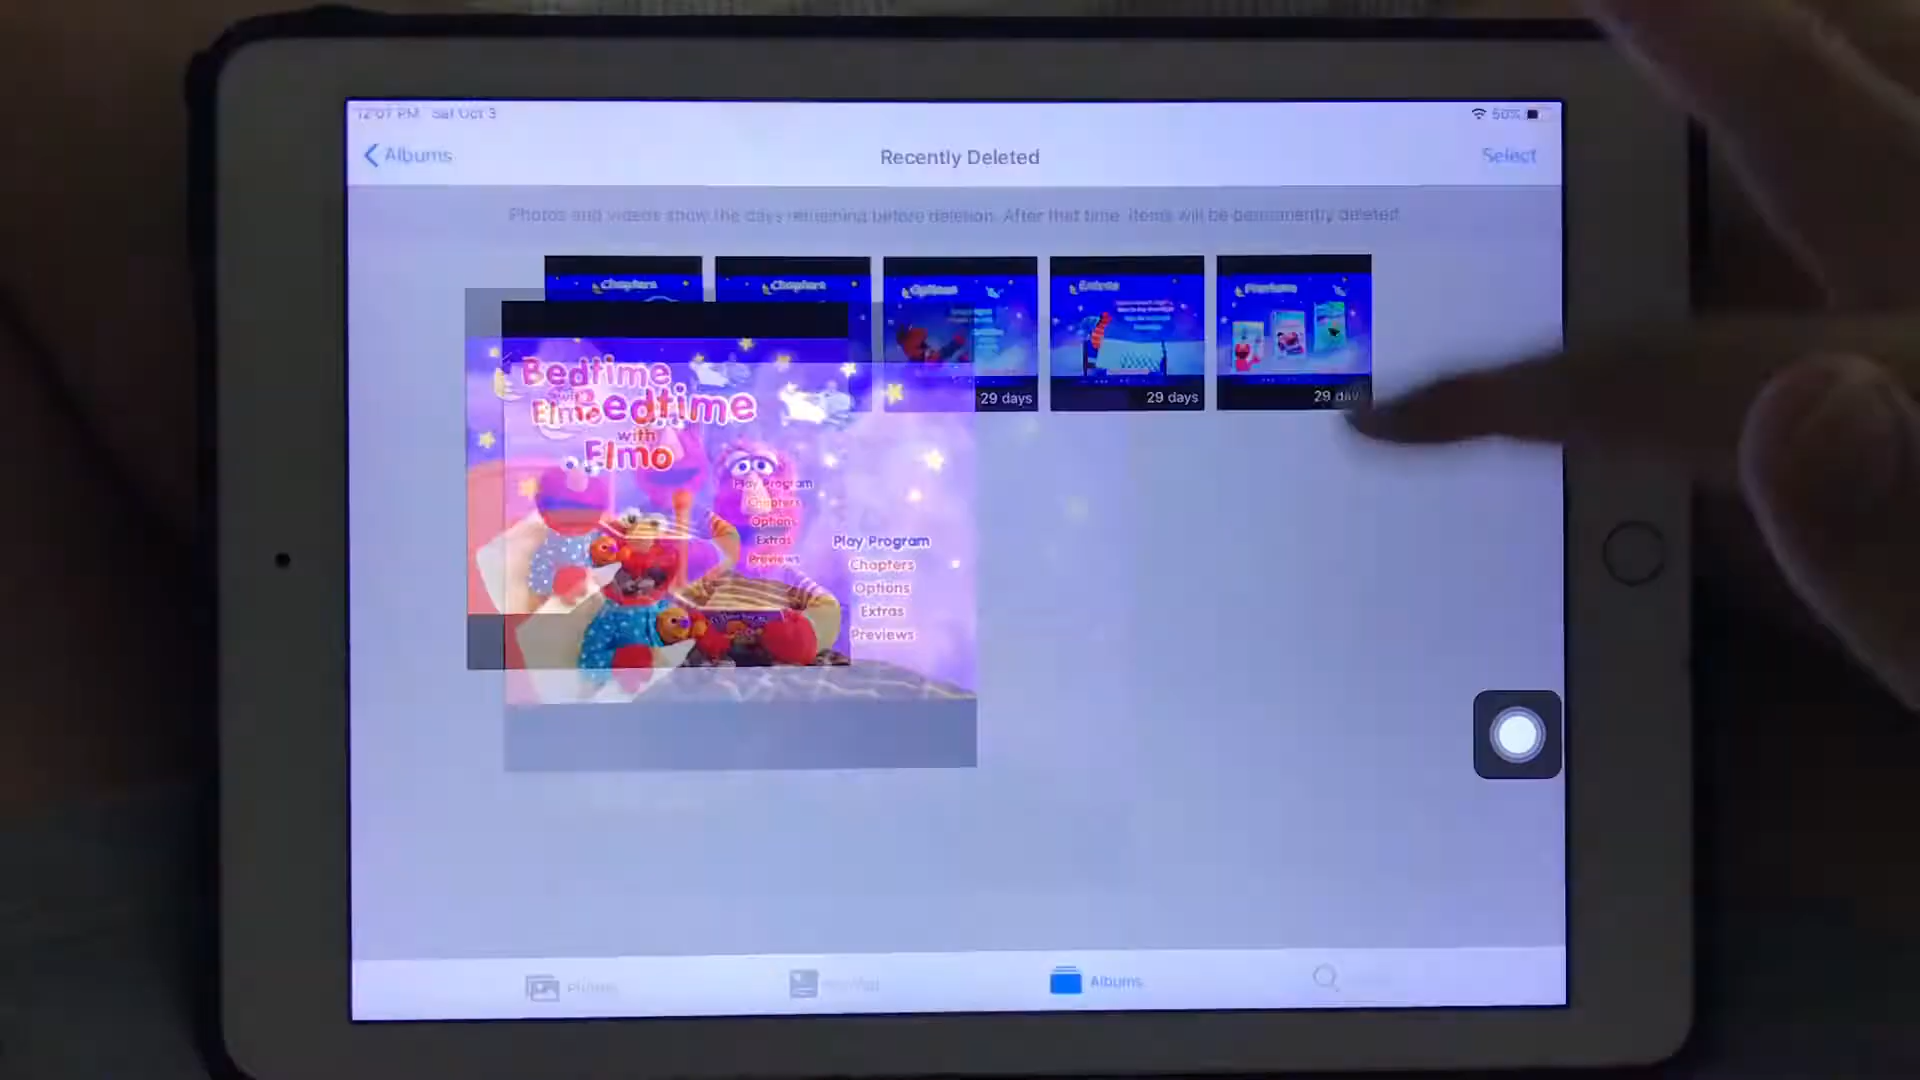 12:07 PM Sat Oct 3
50%
Albums
Recently Deleted
Select
Photos and videos show the days remaining before deletion. After that time, items will be permanently deleted.
Chapters
Chapters
Options
Extras
Previews
29 days
29 days
29 days
Bedtime
with
Elmo
Bedtime
with
Elmo
Play Program
Chapters
Options
Extras
Previews
Play Program
Chapters
Options
Extras
Previews
Photos
Albums